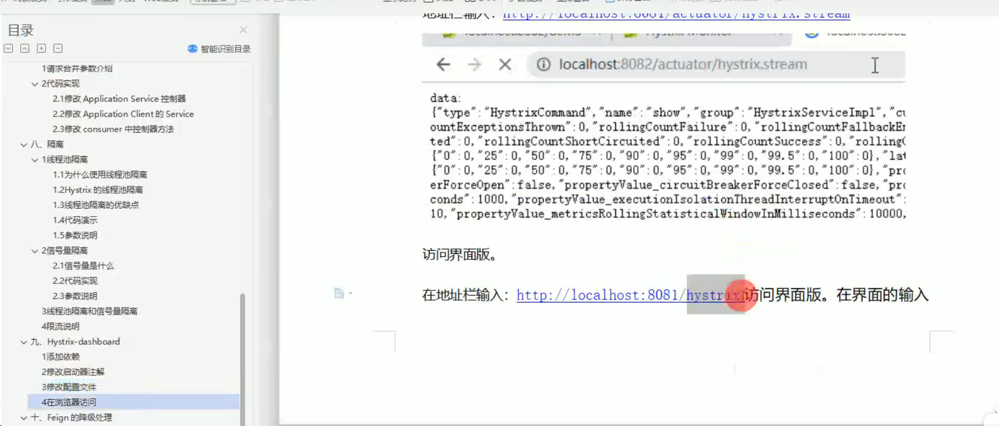 目录
智能识别目录
1请求合并参数介绍
2代码实现
2.1修改 Application Service 控制器
2.2修改 Application Client 的 Service
2.3修改 consumer 中控制器方法
八、隔离
1线程池隔离
1.1为什么使用线程池隔离
1.2Hystrix 的线程池隔离
1.3线程池隔离的优缺点
1.4代码演示
1.5参数说明
2信号量隔离
2.1信号量是什么
2.2代码实现
2.3参数说明
3线程池隔离和信号量隔离
4限流说明
九、Hystrix-dashboard
1添加依赖
2修改启动器注解
3修改配置文件
4在浏览器访问
十、Feign 的降级处理
地址栏输入：http://localhost:8081/actuator/hystrix.stream
localhost:8082/actuator/hystrix.stream
data:
{"type":"HystrixCommand","name":"show","group":"HystrixServiceImpl","cu
ountExceptionsThrown":0,"rollingCountFailure":0,"rollingCountFallbackEm
ted":0,"rollingCountShortCircuited":0,"rollingCountSuccess":0,"rollingC
{"0":0,"25":0,"50":0,"75":0,"90":0,"95":0,"99":0,"99.5":0,"100":0},"lat
{"0":0,"25":0,"50":0,"75":0,"90":0,"95":0,"99":0,"99.5":0,"100":0},"pro
erForceOpen":false,"propertyValue_circuitBreakerForceClosed":false,"pro
conds":1000,"propertyValue_executionIsolationThreadInterruptOnTimeout":
10,"propertyValue_metricsRollingStatisticalWindowInMilliseconds":10000,
访问界面版。
在地址栏输入：http://localhost:8081/hystrix访问界面版。在界面的输入